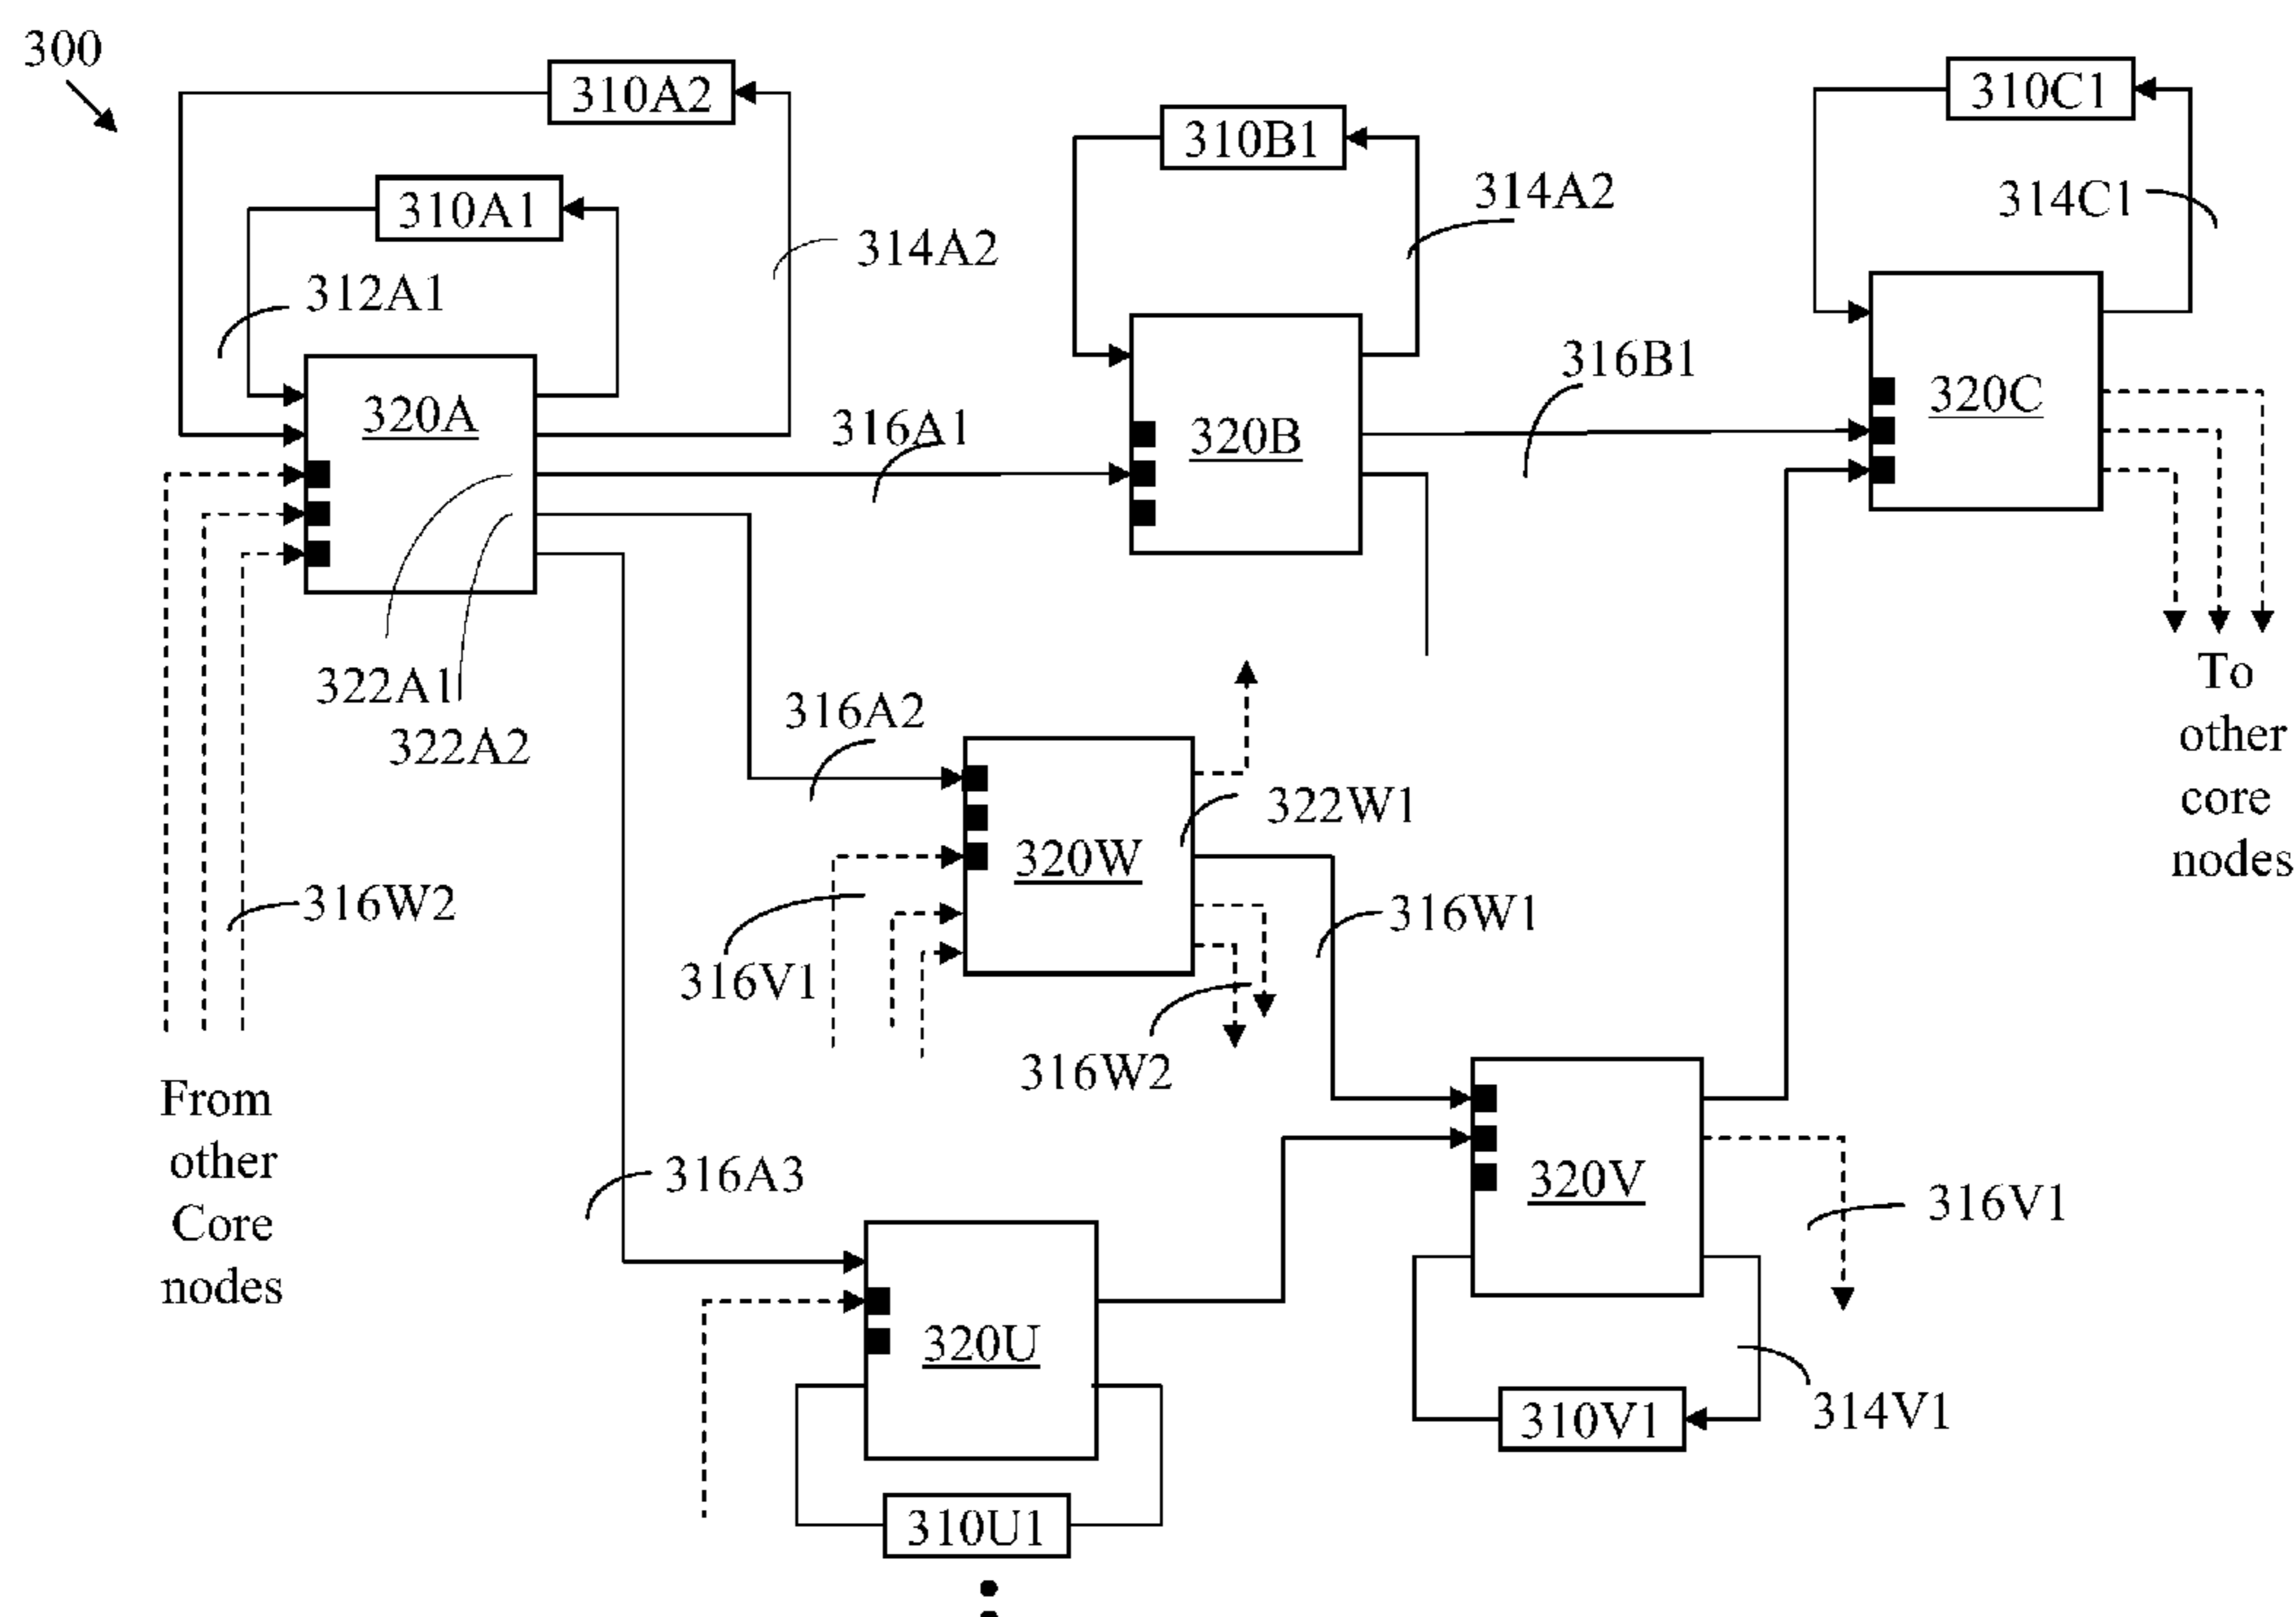 300
310A2
310C1
310B1
310A1
314A2
314C1
314A2
312A1
316B1
320A
320C
316A1
320B
322A1
To
other
core
nodes
322A2
316A2
322W1
320W
316W2
316W1
316V1
316W2
From
other
Core
nodes
316A3
320V
316V1
320U
314V1
310V1
310U1